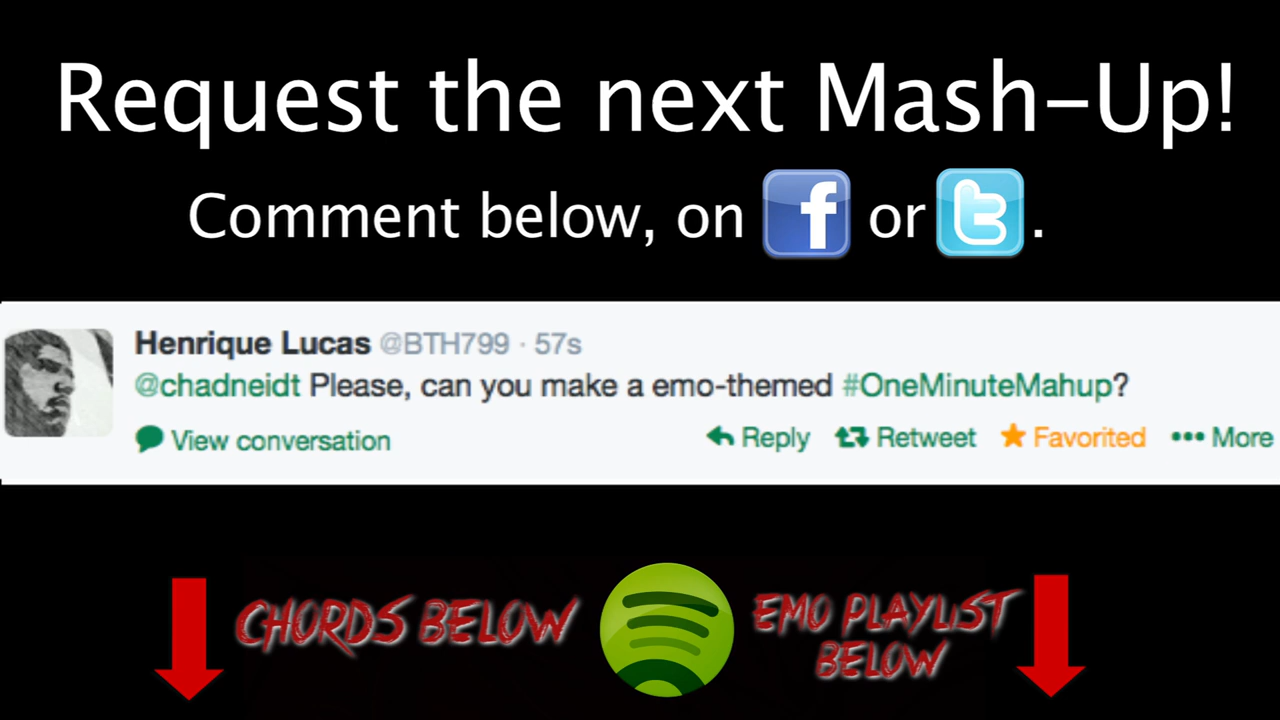 Request the next Mash-Up!
Comment below, on f or t.
Henrique Lucas @BTH799 · 57s
@chadneidt Please, can you make a emo-themed #OneMinuteMahup?
View conversation Reply Retweet Favorited More
CHORDS BELOW
EMO PLAYLIST
BELOW